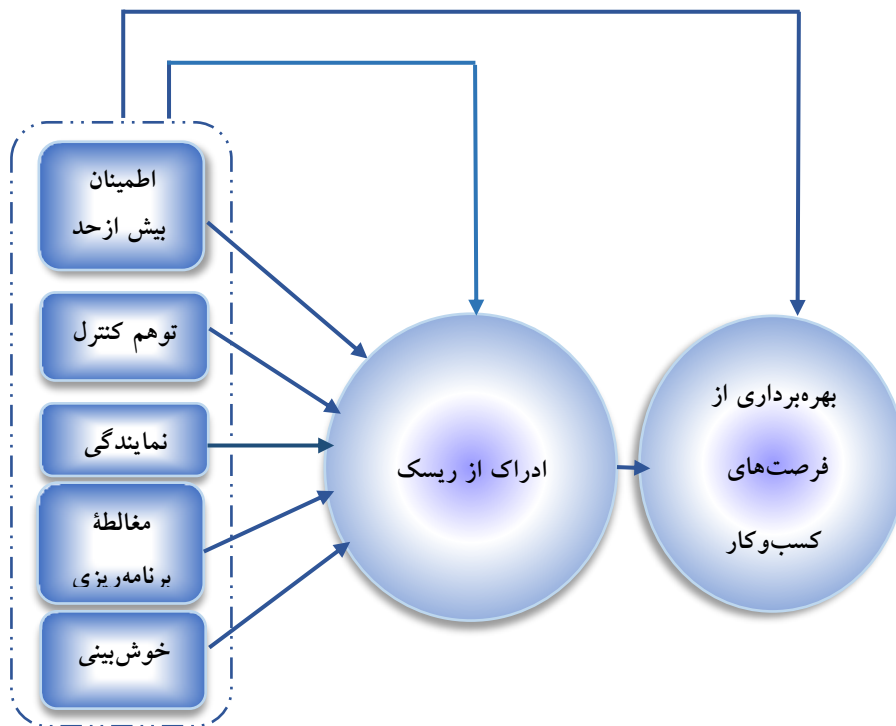 اطمینان
بیش ازحد
توهم کنترل
نمایندگی
مغالطۀ
برنامه‌ریزی
خوش‌بینی
ادراک از ریسک
بهره‌برداری از
فرصت‌های
کسب‌وکار